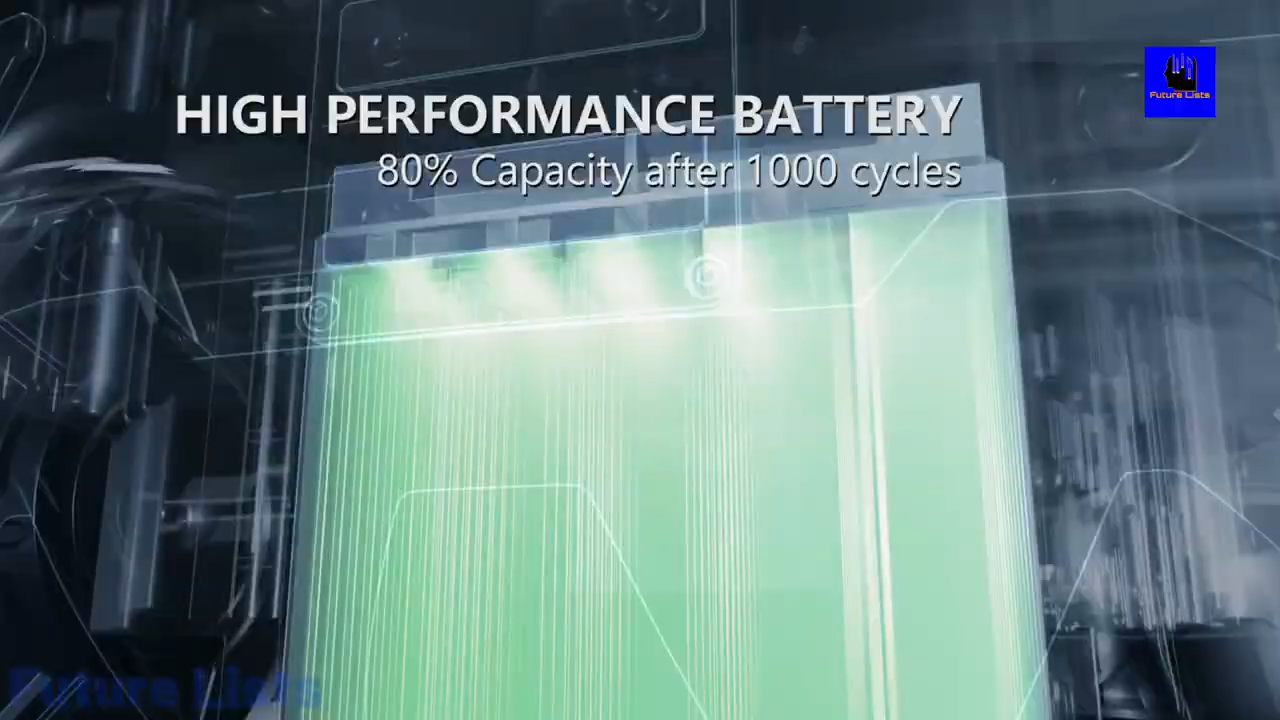 HIGH PERFORMANCE BATTERY
80% Capacity after 1000 cycles
Future Lists
Future Lists